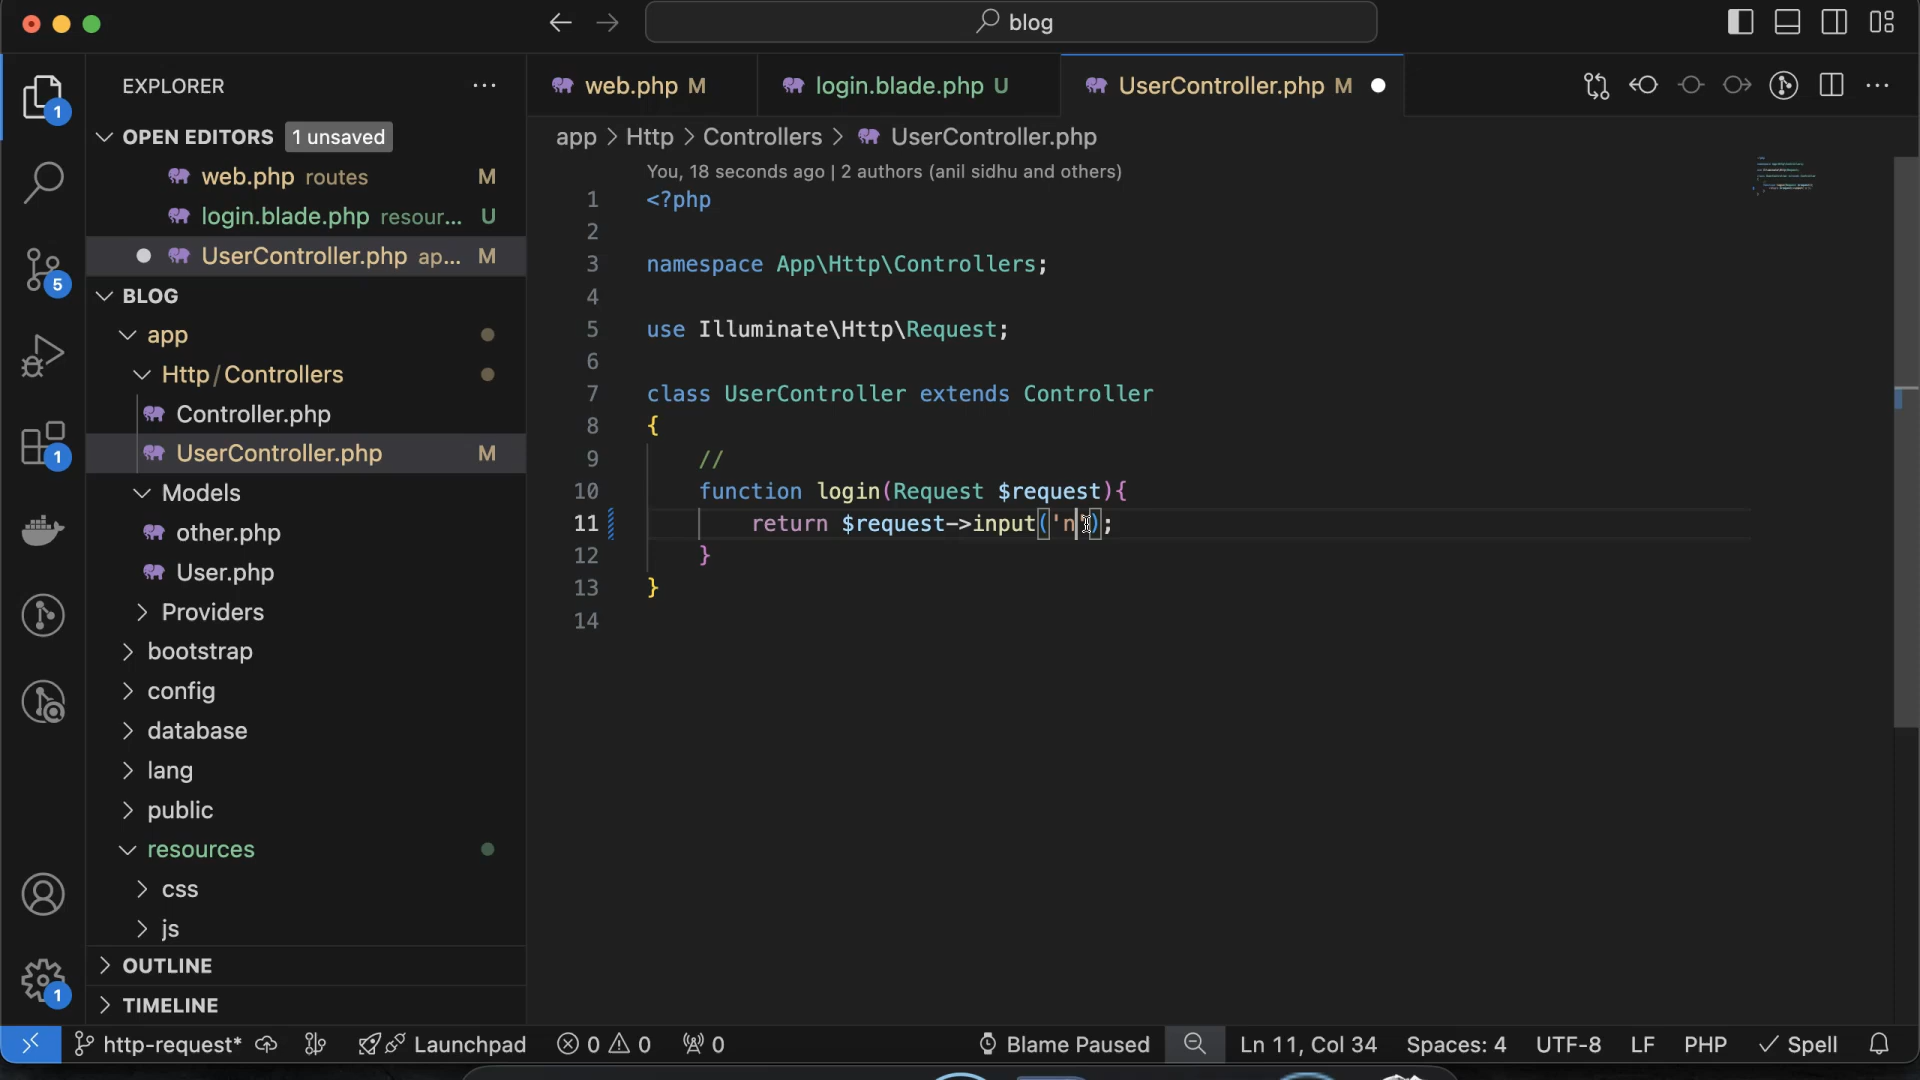 blog
EXPLORER
OPEN EDITORS 1 unsaved
web.php routes M
login.blade.php resour... U
UserController.php ap... M
BLOG
app
Http/Controllers
Controller.php
UserController.php M
Models
other.php
User.php
Providers
bootstrap
config
database
lang
public
resources
css
js
OUTLINE
TIMELINE
1
5
1
1
web.php M
login.blade.php U
UserController.php M
app > Http > Controllers > UserController.php
You, 18 seconds ago | 2 authors (anil sidhu and others)
1 <?php
2
3 namespace App\Http\Controllers;
4
5 use Illuminate\Http\Request;
6
7 class UserController extends Controller
8 {
9 //
10 function login(Request $request){
11 return $request->input('n');
12 }
13 }
14
http-request* Launchpad 0 0 0 Blame Paused Ln 11, Col 34 Spaces: 4 UTF-8 LF PHP Spell